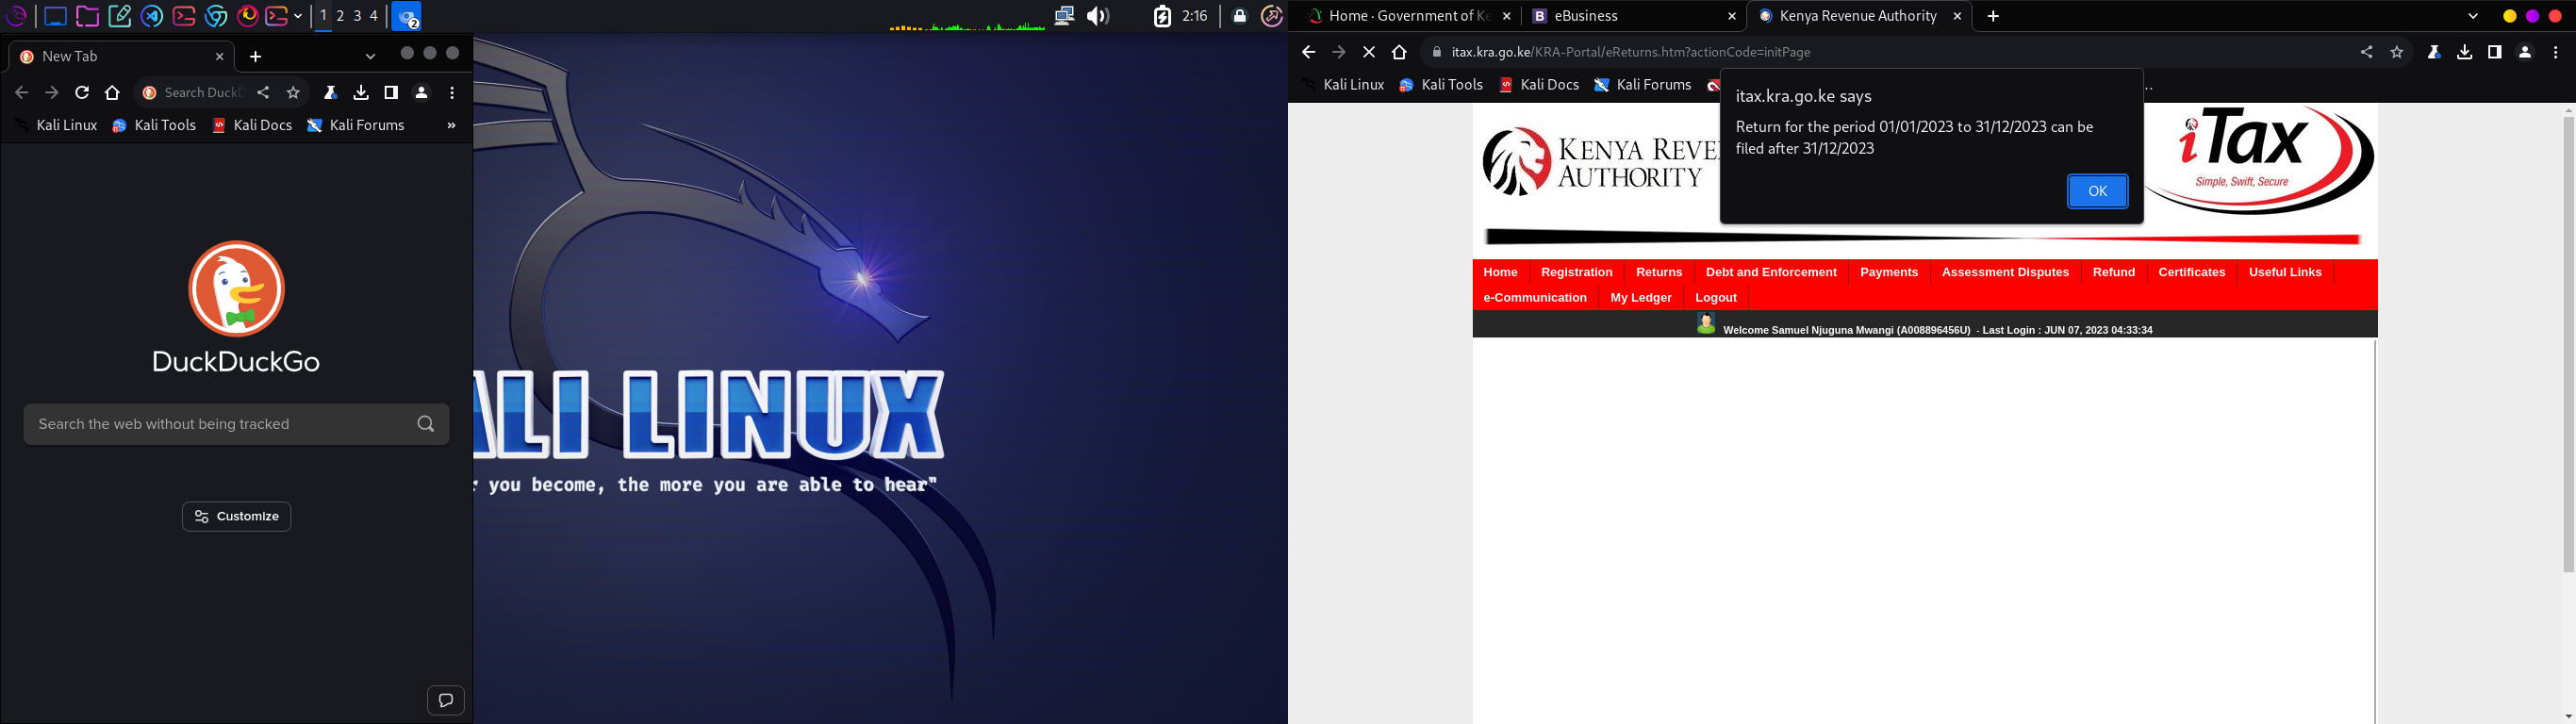 1 2 3 4
2
2:16
New Tab
Search DuckD
Kali Linux Kali Tools Kali Docs Kali Forums »
DuckDuckGo
Search the web without being tracked
Customize
ALI LINUX
r you become, the more you are able to hear"
Home · Government of Ke
eBusiness
Kenya Revenue Authority
itax.kra.go.ke/KRA-Portal/eReturns.htm?actionCode=initPage
Kali Linux Kali Tools Kali Docs Kali Forums
itax.kra.go.ke says
Return for the period 01/01/2023 to 31/12/2023 can be
filed after 31/12/2023
OK
KENYA REVE
AUTHORITY
iTax
Simple, Swift, Secure
Home Registration Returns Debt and Enforcement Payments Assessment Disputes Refund Certificates Useful Links
e-Communication My Ledger Logout
Welcome Samuel Njuguna Mwangi (A008896456U) - Last Login : JUN 07, 2023 04:33:34